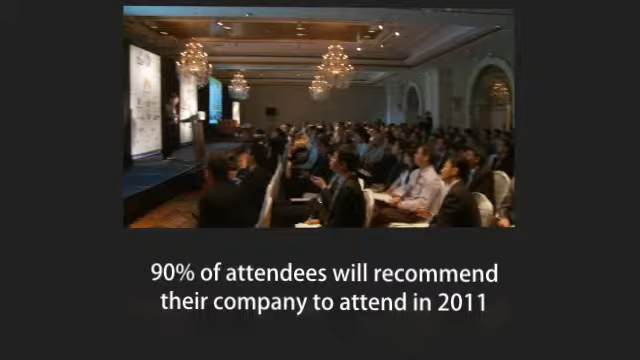 90% of attendees will recommend
their company to attend in 2011